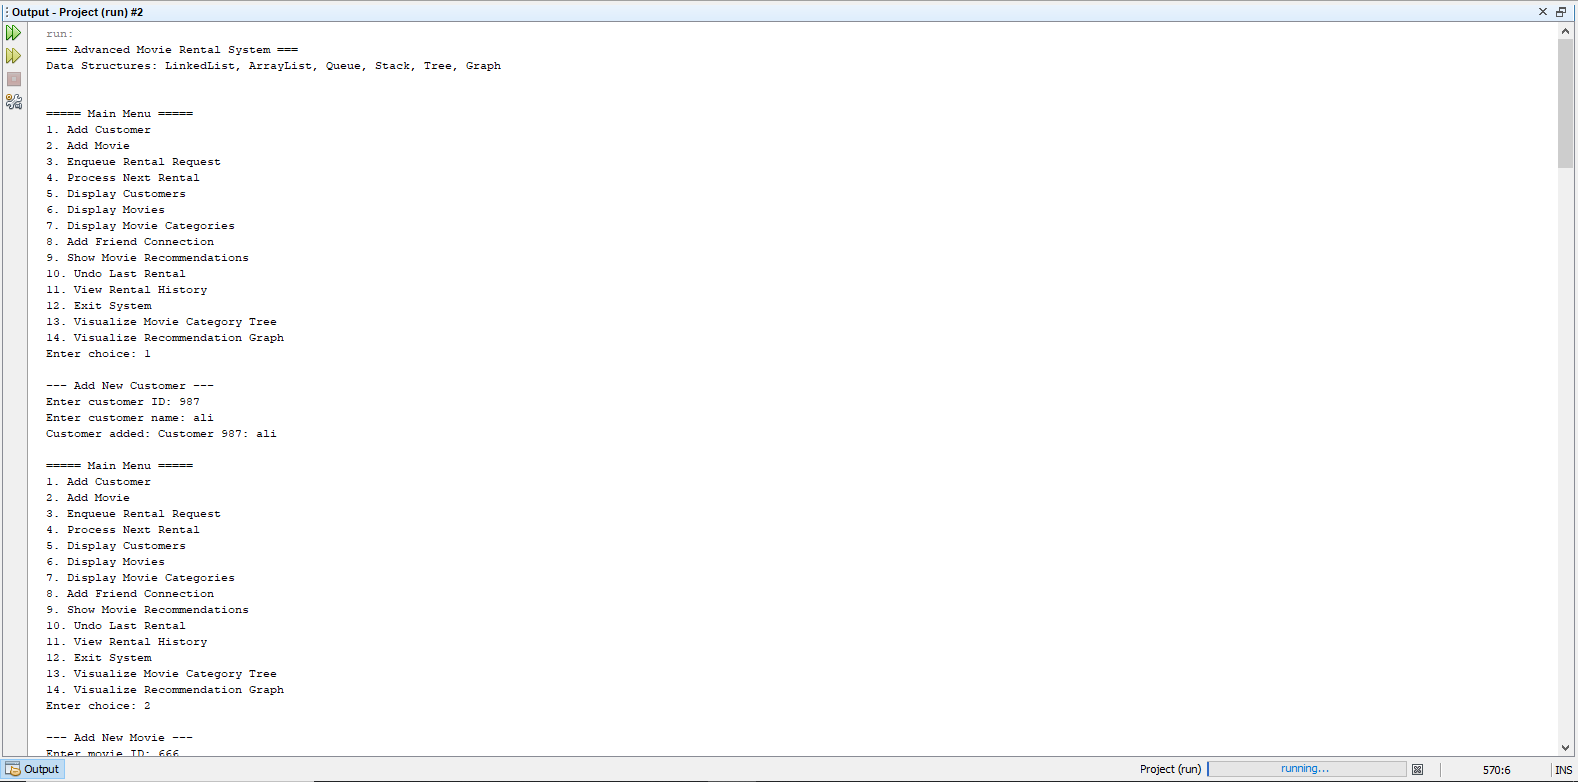 Output - Project (run) #2
run:
=== Advanced Movie Rental System ===
Data Structures: LinkedList, ArrayList, Queue, Stack, Tree, Graph
===== Main Menu =====
1. Add Customer
2. Add Movie
3. Enqueue Rental Request
4. Process Next Rental
5. Display Customers
6. Display Movies
7. Display Movie Categories
8. Add Friend Connection
9. Show Movie Recommendations
10. Undo Last Rental
11. View Rental History
12. Exit System
13. Visualize Movie Category Tree
14. Visualize Recommendation Graph
Enter choice: 1
--- Add New Customer ---
Enter customer ID: 987
Enter customer name: ali
Customer added: Customer 987: ali
===== Main Menu =====
1. Add Customer
2. Add Movie
3. Enqueue Rental Request
4. Process Next Rental
5. Display Customers
6. Display Movies
7. Display Movie Categories
8. Add Friend Connection
9. Show Movie Recommendations
10. Undo Last Rental
11. View Rental History
12. Exit System
13. Visualize Movie Category Tree
14. Visualize Recommendation Graph
Enter choice: 2
--- Add New Movie ---
Enter movie ID: 666
Output
Project (run)
running...
570:6
INS